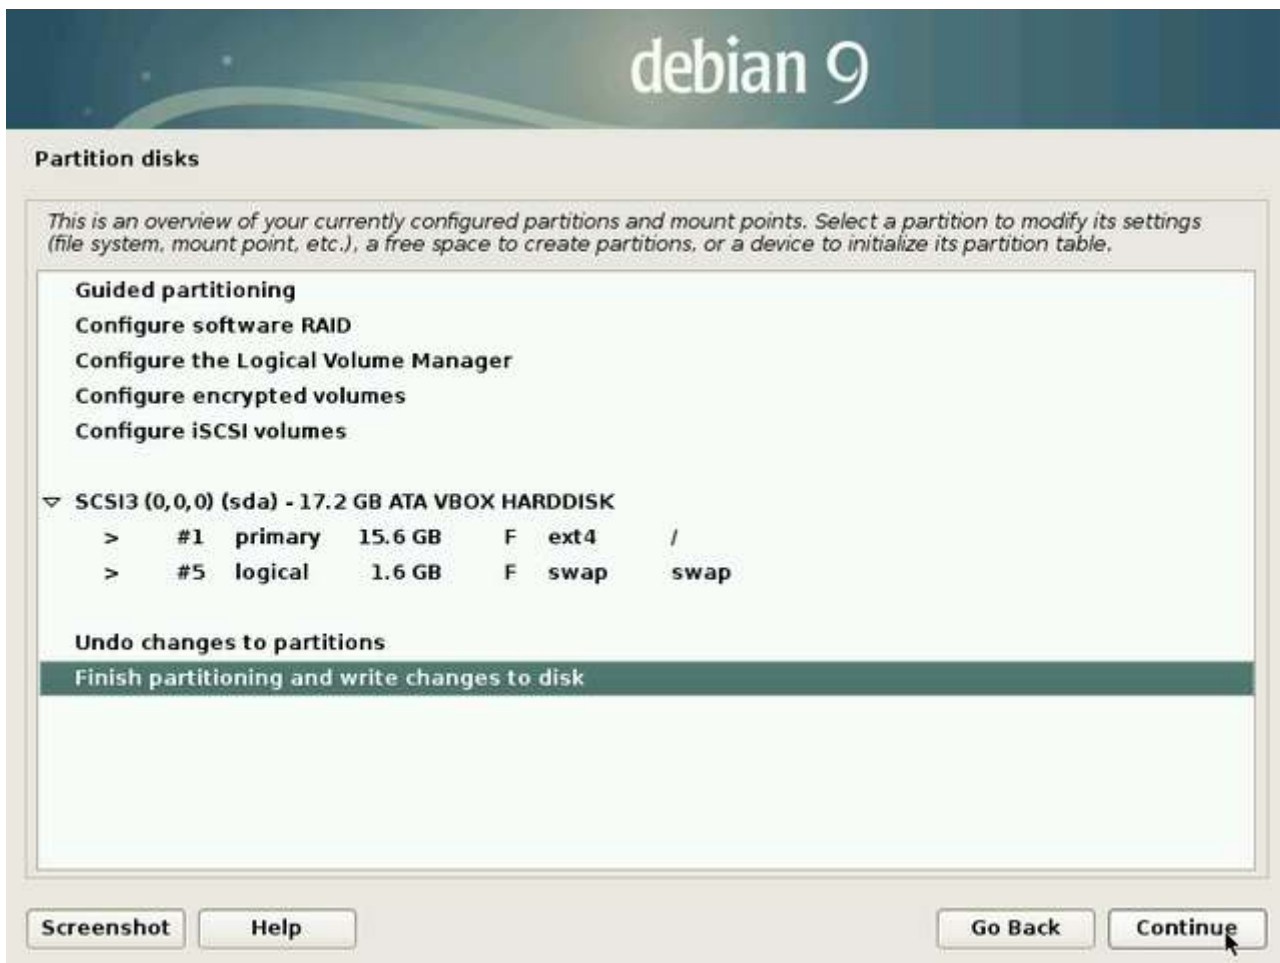 debian 9
Partition disks
This is an overview of your currently configured partitions and mount points. Select a partition to modify its settings
(file system, mount point, etc.), a free space to create partitions, or a device to initialize its partition table.
Guided partitioning
Configure software RAID
Configure the Logical Volume Manager
Configure encrypted volumes
Configure iSCSI volumes
SCSI3 (0,0,0) (sda) - 17.2 GB ATA VBOX HARDDISK
> #1 primary 15.6 GB F ext4 /
> #5 logical 1.6 GB F swap swap
Undo changes to partitions
Finish partitioning and write changes to disk
Screenshot Help Go Back Continue